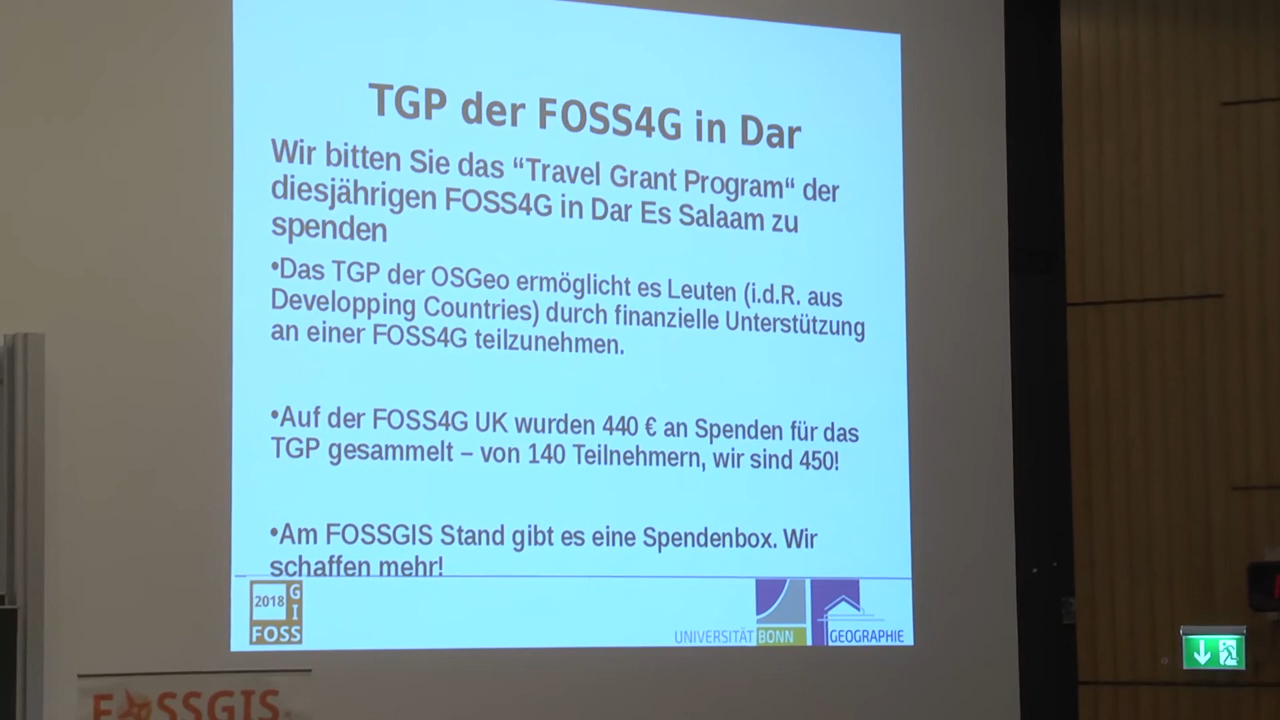 TGP der FOSS4G in Dar
Wir bitten Sie das “Travel Grant Program“ der
diesjährigen FOSS4G in Dar Es Salaam zu
spenden
•Das TGP der OSGeo ermöglicht es Leuten (i.d.R. aus
Developping Countries) durch finanzielle Unterstützung
an einer FOSS4G teilzunehmen.
•Auf der FOSS4G UK wurden 440 € an Spenden für das
TGP gesammelt – von 140 Teilnehmern, wir sind 450!
•Am FOSSGIS Stand gibt es eine Spendenbox. Wir
schaffen mehr!
2018 GI
FOSS
UNIVERSITÄT BONN
GEOGRAPHIE
FOSSGIS